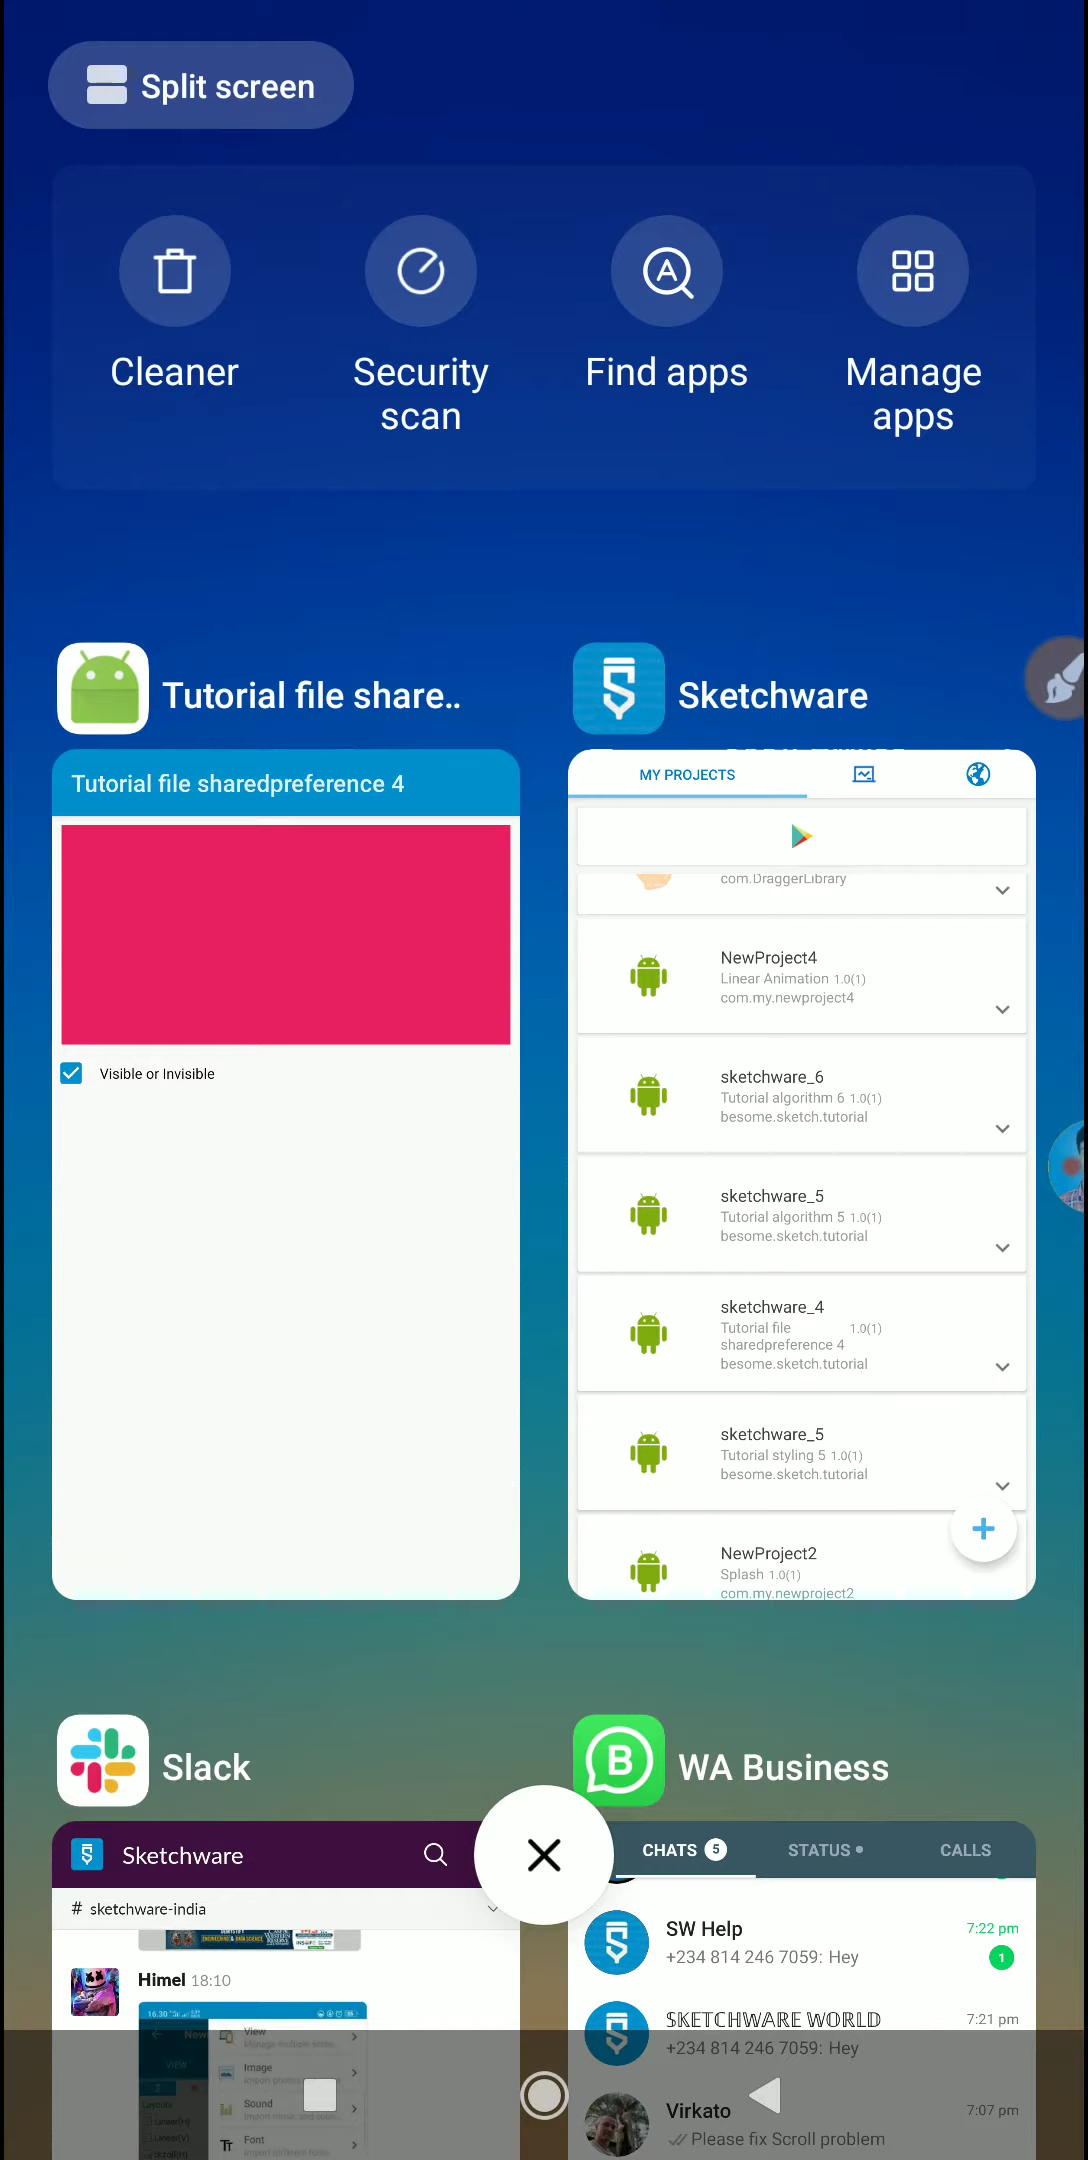 Split screen
Cleaner
Security
scan
Find apps
Manage
apps
Tutorial file share..
Sketchware
Tutorial file sharedpreference 4
Visible or Invisible
MY PROJECTS
com.DraggerLibrary
NewProject4
Linear Animation 1.0(1)
com.my.newproject4
sketchware_6
Tutorial algorithm 6 1.0(1)
besome.sketch.tutorial
sketchware_5
Tutorial algorithm 5 1.0(1)
besome.sketch.tutorial
sketchware_4
Tutorial file 1.0(1)
sharedpreference 4
besome.sketch.tutorial
sketchware_5
Tutorial styling 5 1.0(1)
besome.sketch.tutorial
NewProject2
Splash 1.0(1)
com.my.newproject2
Slack
WA Business
Sketchware
# sketchware-india
Himel 18:10
View
Image
Sound
Font
VIEW
CHATS 5
STATUS
CALLS
SW Help
7:22 pm
+234 814 246 7059: Hey
1
𝕊𝕂𝔼𝕋ℂℍ𝕎𝔸ℝ𝔼 𝕎𝕆ℝ𝕃𝔻
7:21 pm
+234 814 246 7059: Hey
Virkato
7:07 pm
Please fix Scroll problem